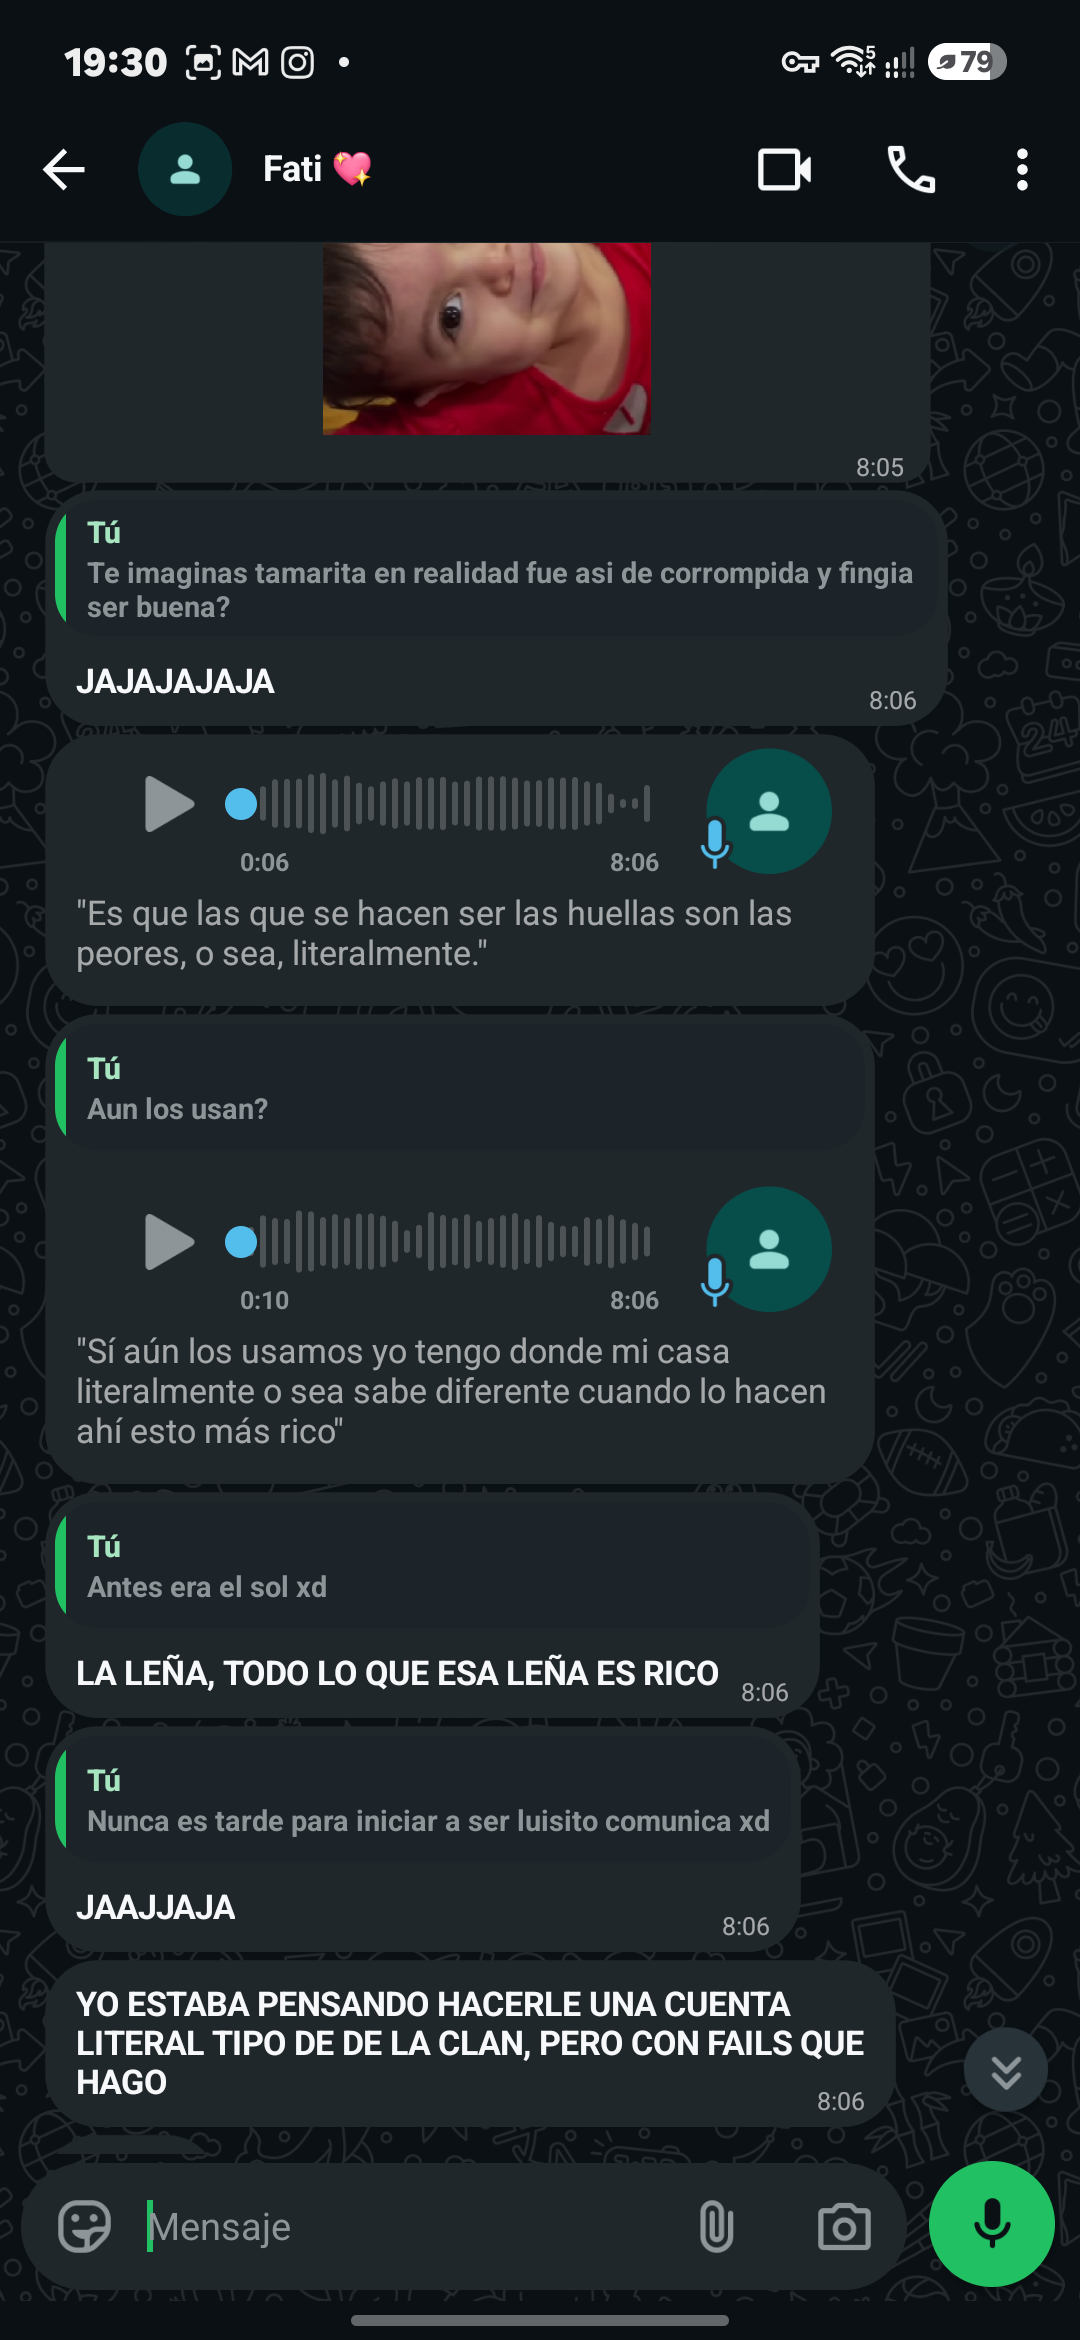 19:30
5
79
Fati 💖
8:05
Tú
Te imaginas tamarita en realidad fue asi de corrompida y fingia
ser buena?
JAJAJAJAJA
8:06
0:06
8:06
"Es que las que se hacen ser las huellas son las
peores, o sea, literalmente."
Tú
Aun los usan?
0:10
8:06
"Sí aún los usamos yo tengo donde mi casa
literalmente o sea sabe diferente cuando lo hacen
ahí esto más rico"
Tú
Antes era el sol xd
LA LEÑA, TODO LO QUE ESA LEÑA ES RICO
8:06
Tú
Nunca es tarde para iniciar a ser luisito comunica xd
JAAJJAJA
8:06
YO ESTABA PENSANDO HACERLE UNA CUENTA
LITERAL TIPO DE DE LA CLAN, PERO CON FAILS QUE
HAGO
8:06
Mensaje